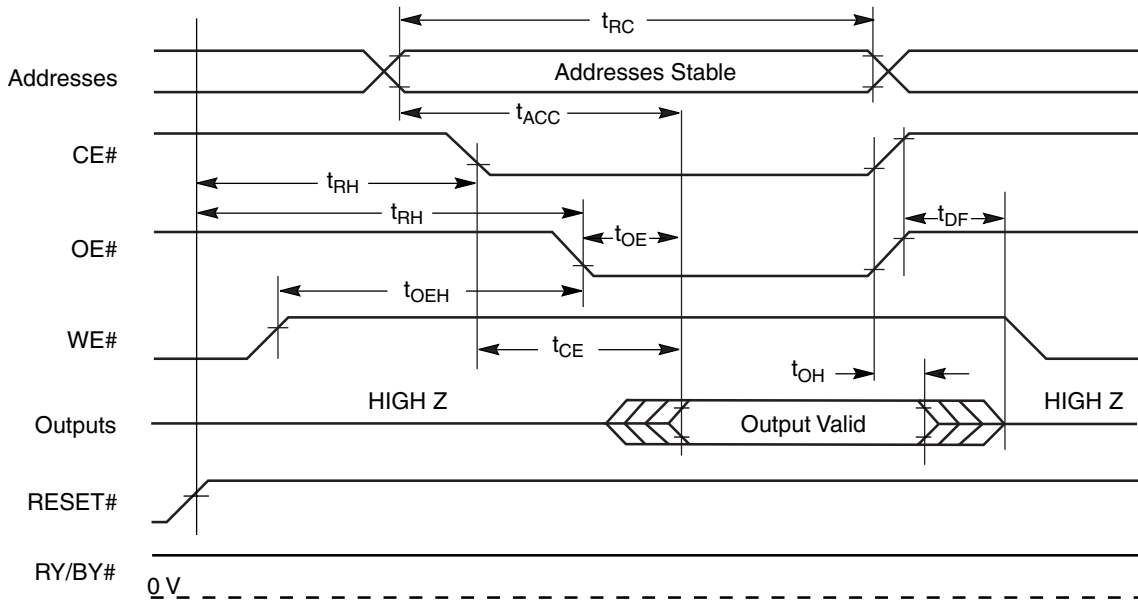 tRC
Addresses
Addresses Stable
tACC
CE#
tRH
tRH
tDF
OE#
tOE
tOEH
WE#
tCE
tOH
HIGH Z
HIGH Z
Outputs
Output Valid
RESET#
RY/BY#
0 V